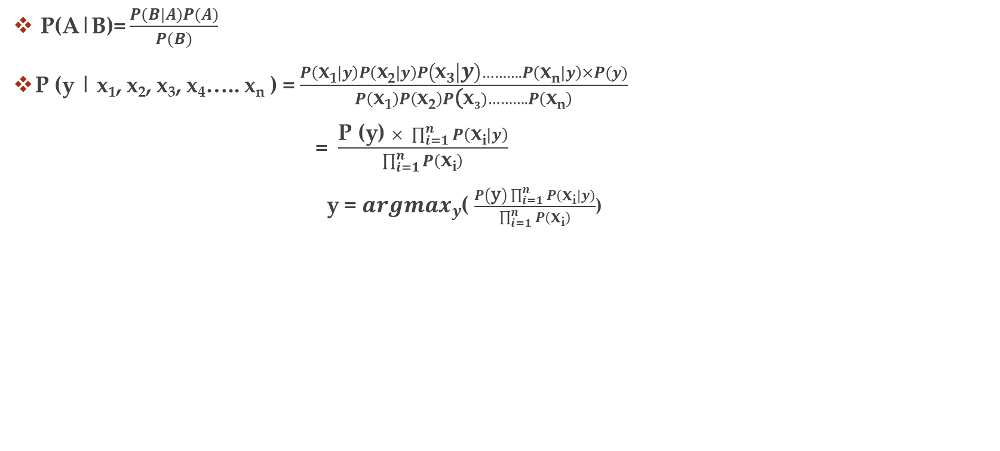 ❖ P(A|B)= P(B|A)P(A) / P(B)
❖ P (y | x₁, x₂, x₃, x₄….. xₙ ) = P(x₁|y)P(x₂|y)P(x₃|y)………..P(xₙ|y)×P(y) / P(x₁)P(x₂)P(x₃)………..P(xₙ)
= P (y) × ∏ⁿᵢ₌₁ P(xᵢ|y) / ∏ⁿᵢ₌₁ P(xᵢ)
y = argmaxᵧ( P(y) ∏ⁿᵢ₌₁ P(xᵢ|y) / ∏ⁿᵢ₌₁ P(xᵢ) )